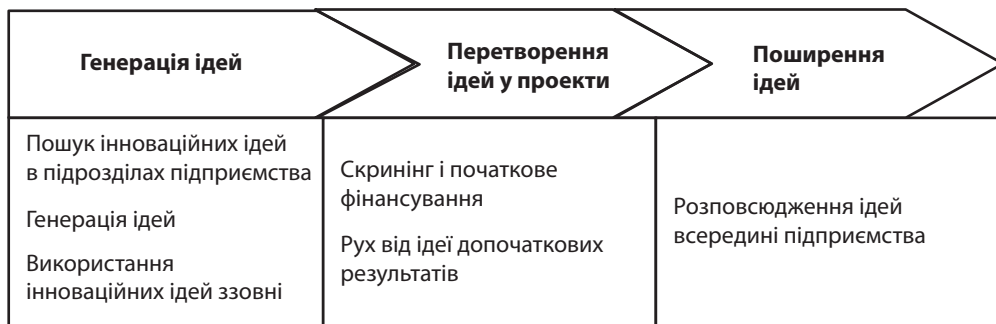 Генерація ідей
Перетворення
ідей у проекти
Поширення
ідей
Пошук інноваційних ідей
в підрозділах підприємства
Генерація ідей
Використання
інноваційних ідей ззовні
Скринінг і початкове
фінансування
Рух від ідеї допочаткових
результатів
Розповсюдження ідей
всередині підприємства